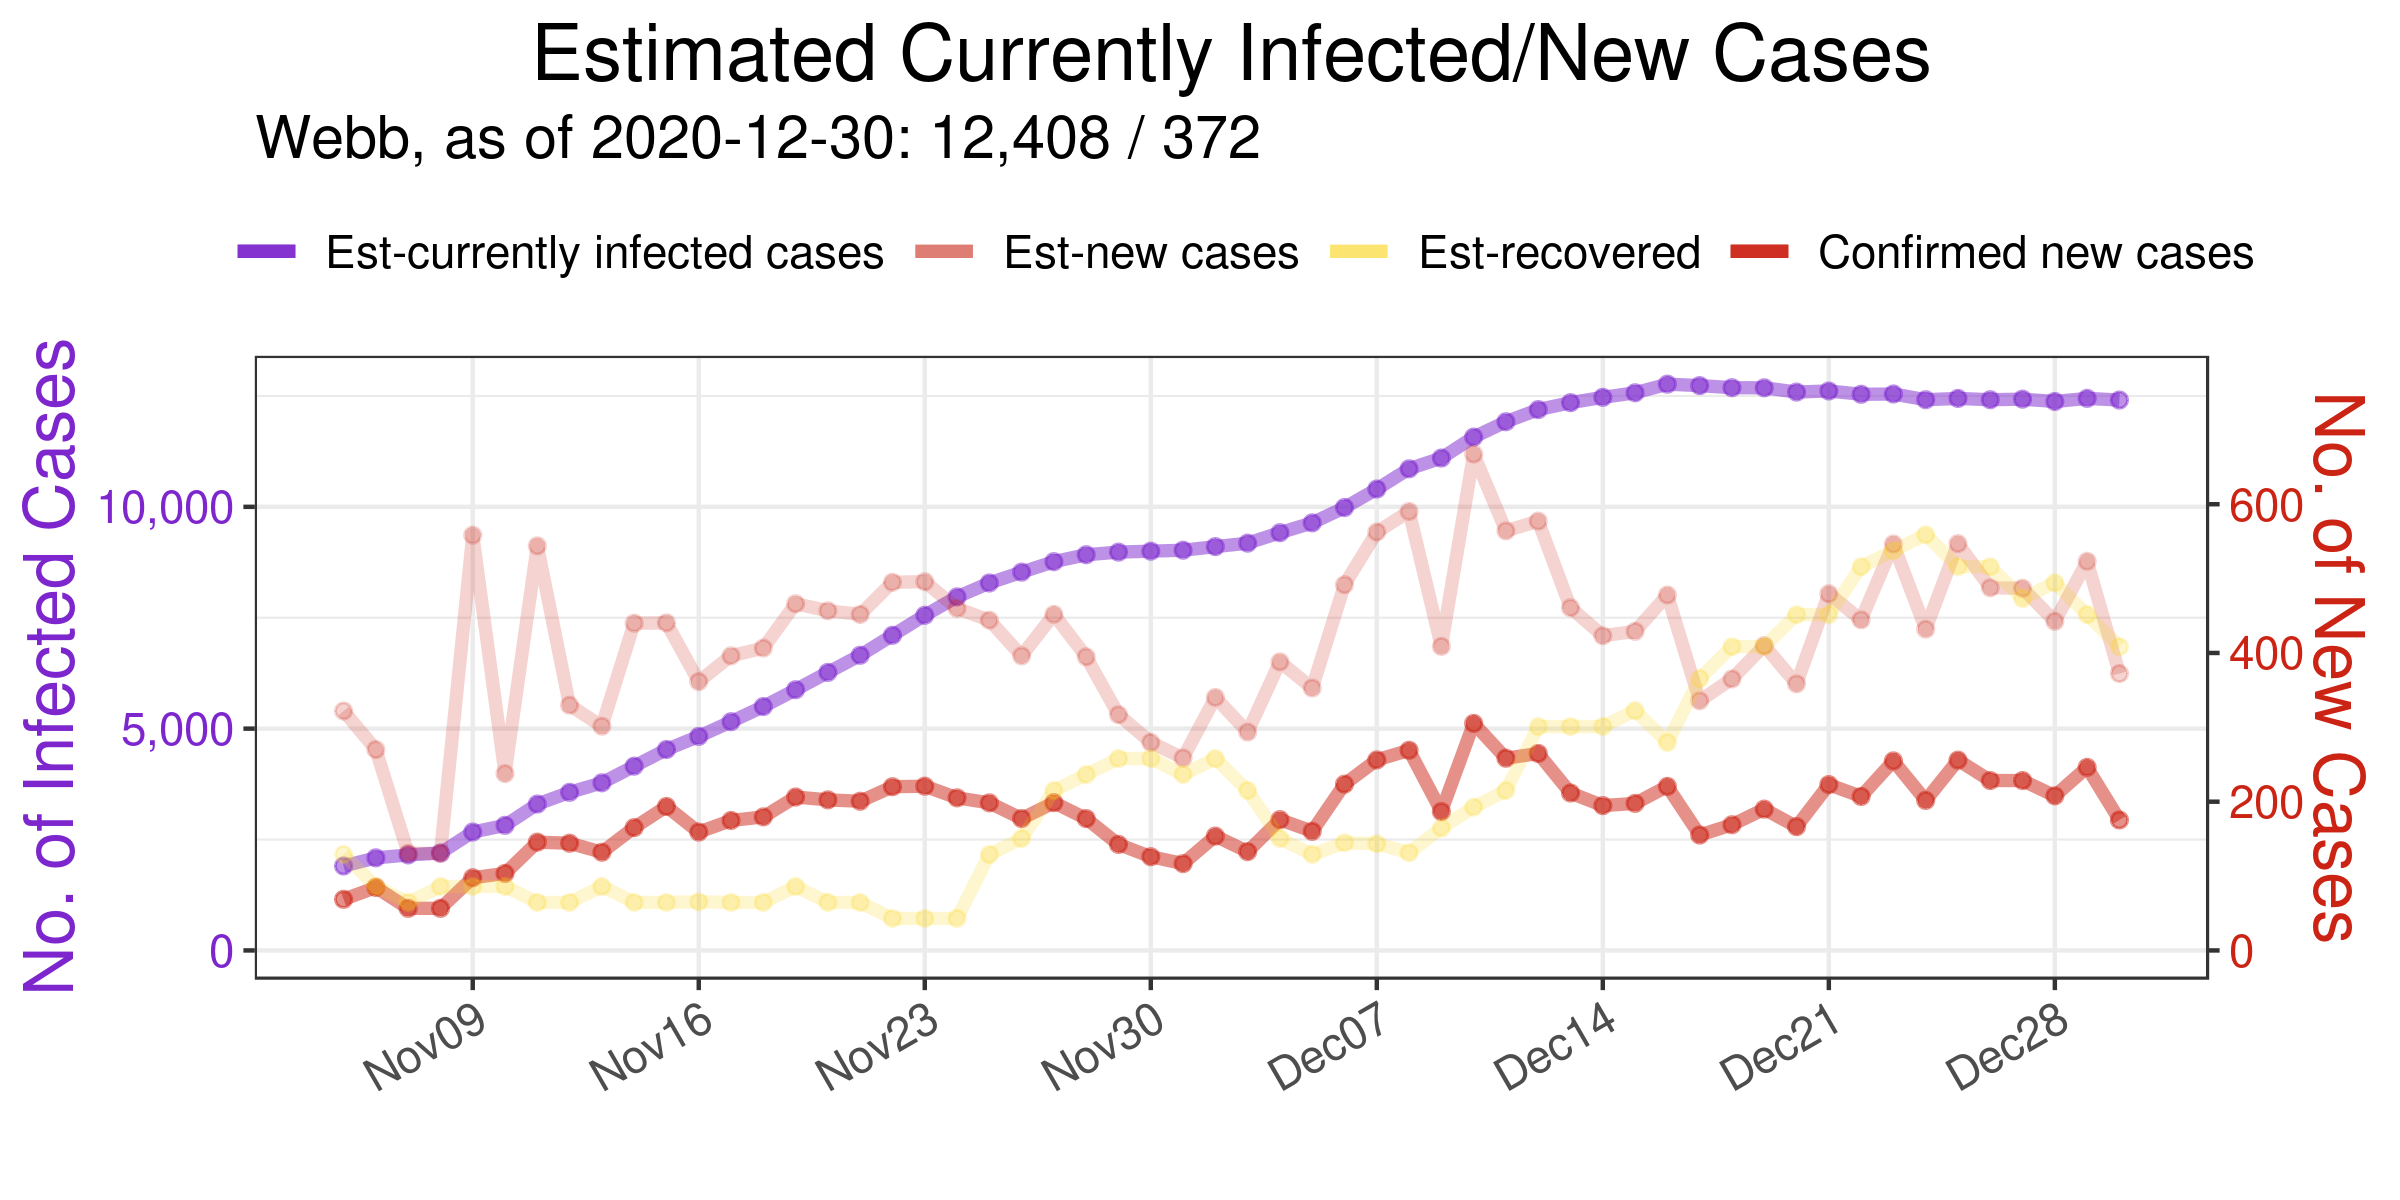 Estimated Currently Infected/New Cases
Webb, as of 2020-12-30: 12,408 / 372
Est-currently infected cases Est-new cases Est-recovered Confirmed new cases
No. of Infected Cases
10,000
5,000
0
No. of New Cases
600
400
200
0
Nov09 Nov16 Nov23 Nov30 Dec07 Dec14 Dec21 Dec28